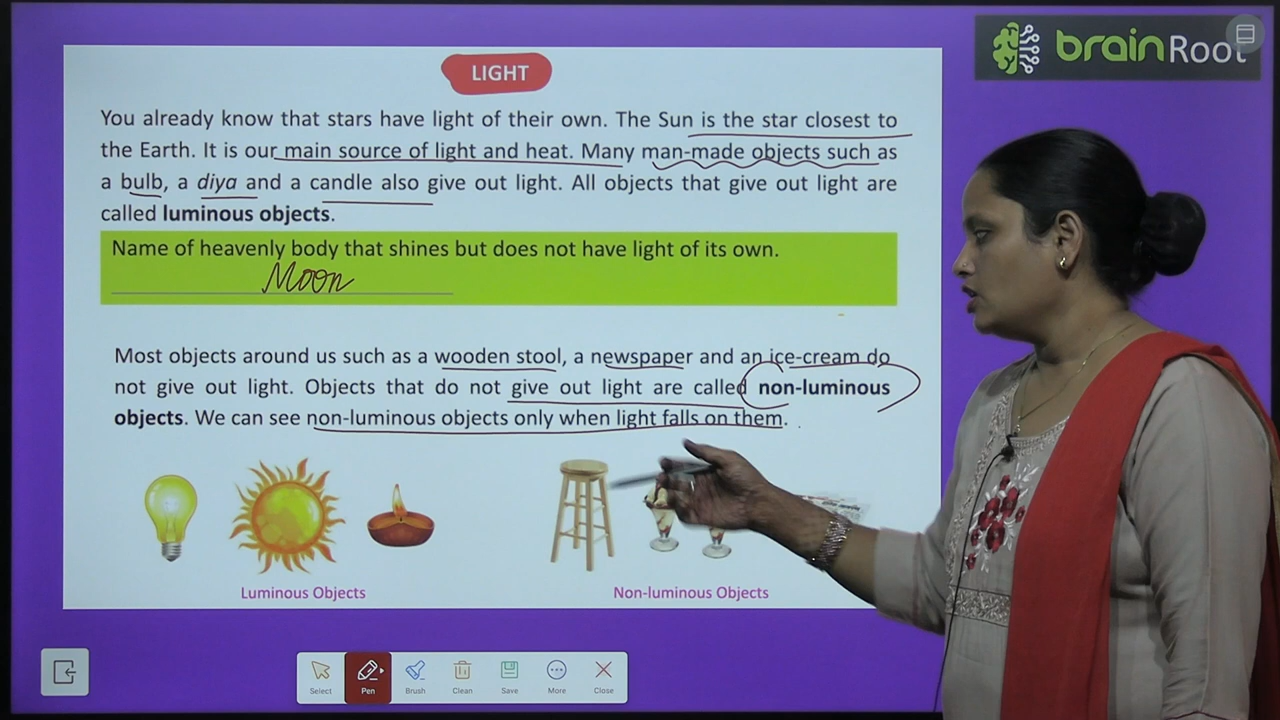 brainRoot
LIGHT
You already know that stars have light of their own. The Sun is the star closest to
the Earth. It is our main source of light and heat. Many man-made objects such as
a bulb, a diya and a candle also give out light. All objects that give out light are
called luminous objects.
Name of heavenly body that shines but does not have light of its own.
Moon
Most objects around us such as a wooden stool, a newspaper and an ice-cream do
not give out light. Objects that do not give out light are called non-luminous
objects. We can see non-luminous objects only when light falls on them.
Luminous Objects
Non-luminous Objects
Select
Pen
Brush
Clean
Save
More
Close